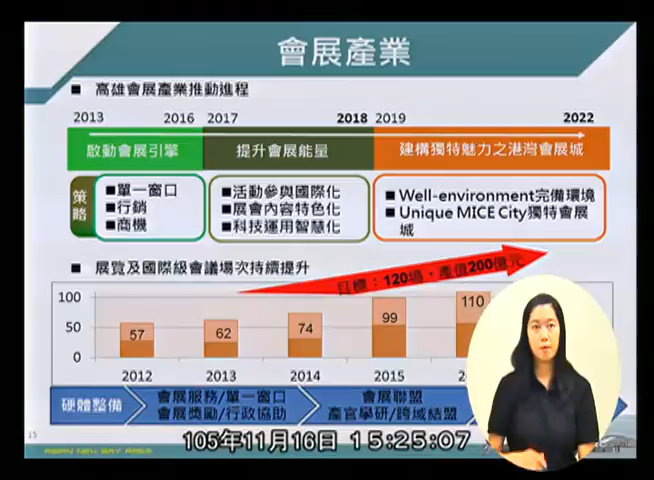 會展產業
■ 高雄會展產業推動進程
2013 2016 2017 2018 2019 2022
啟動會展引擎 提升會展能量 建構獨特魅力之港灣會展城
策略
■單一窗口
■行銷
■商機
■活動參與國際化
■展會內容特色化
■科技運用智慧化
■Well-environment完備環境
■Unique MICE City獨特會展
城
■ 展覽及國際級會議場次持續提升
目標:120場,產值200億元
100
50
0
57 62 74 99 110
2012 2013 2014 2015
硬體整備
會展服務/單一窗口
會展獎勵/行政協助
會展聯盟
產官學研/跨域結盟
15
ASIAN NEW BAY AREA
105年11月16日 15:25:07